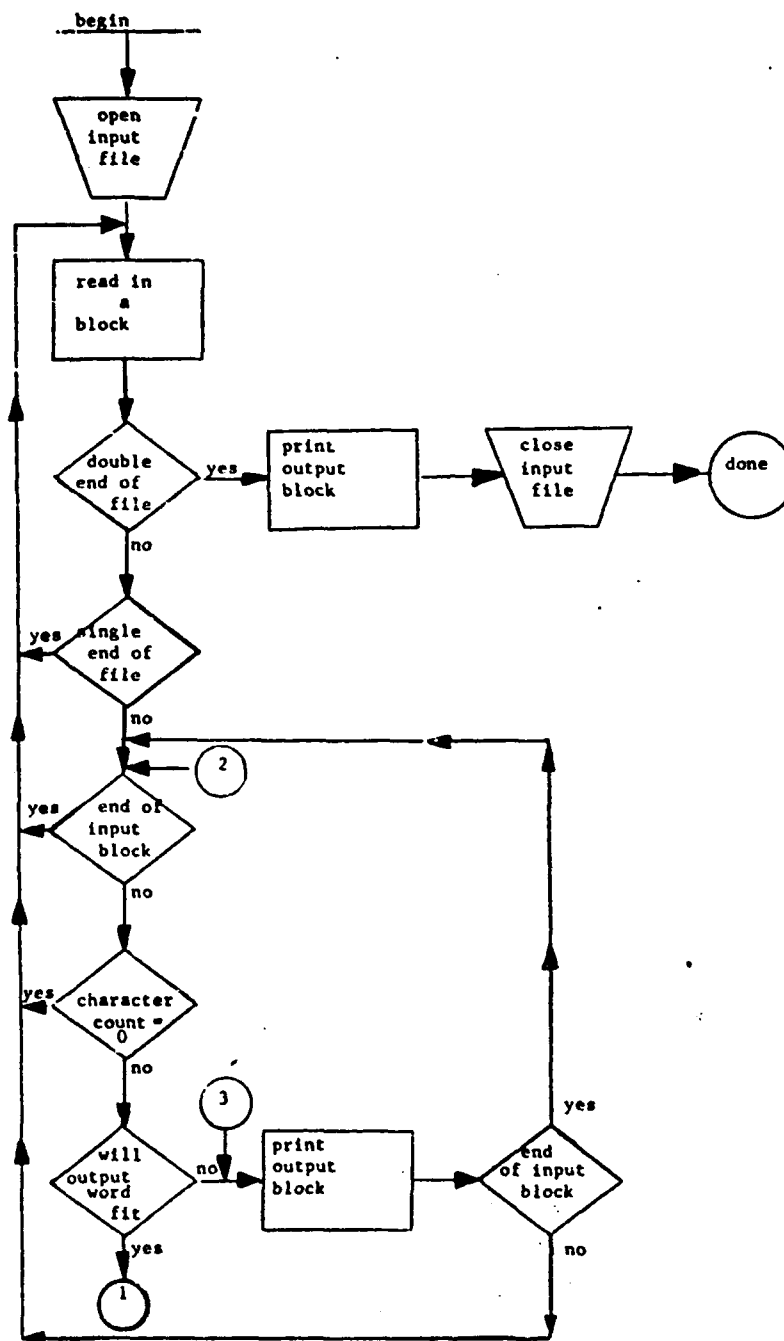 begin
open
input
file
read in
a
block
double
end of
file
yes
no
print
output
block
close
input
file
done
single
end of
file
yes
no
2
end of
input
block
yes
no
character
count =
0
yes
no
3
will
output
word
fit
no
yes
1
print
output
block
end
of input
block
yes
no